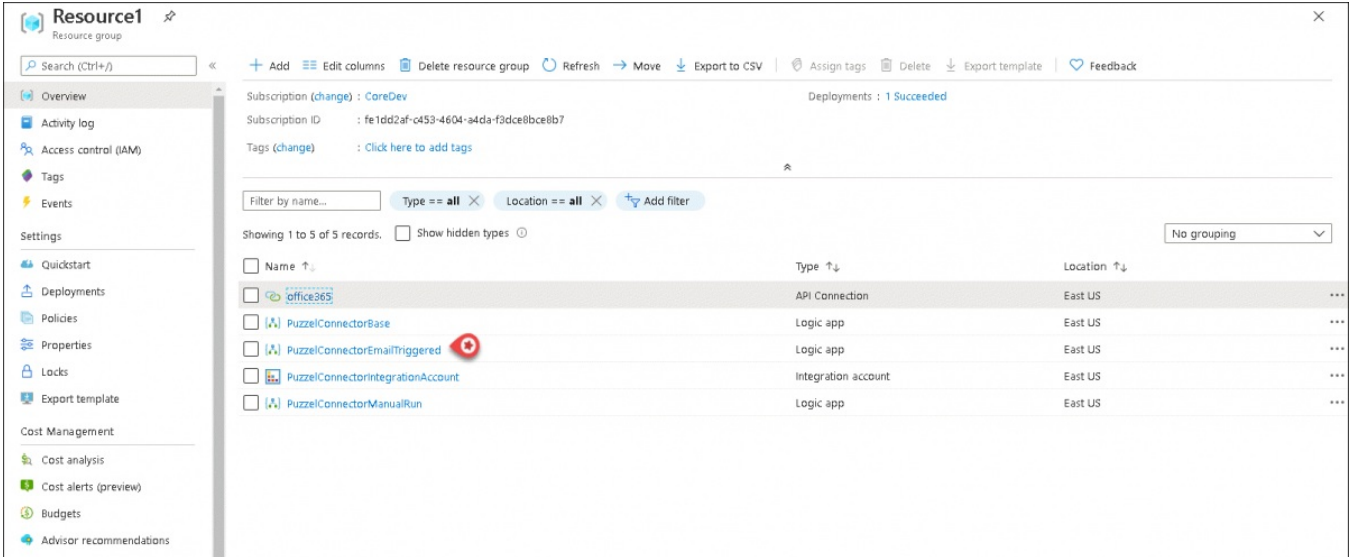 Resource1
Resource group
Search (Ctrl+/)
Overview
Activity log
Access control (IAM)
Tags
Events
Settings
Quickstart
Deployments
Policies
Properties
Locks
Export template
Cost Management
Cost analysis
Cost alerts (preview)
Budgets
Advisor recommendations
Add Edit columns Delete resource group Refresh Move Export to CSV Assign tags Delete Export template Feedback
Subscription (change) : CoreDev Deployments : 1 Succeeded
Subscription ID : fe1dd2af-c453-4604-a4da-f3dce8bce8b7
Tags (change) : Click here to add tags
Filter by name... Type == all Location == all Add filter
Showing 1 to 5 of 5 records. Show hidden types No grouping
Name Type Location
office365 API Connection East US
PuzzelConnectorBase Logic app East US
PuzzelConnectorEmailTriggered Logic app East US
PuzzelConnectorIntegrationAccount Integration account East US
PuzzelConnectorManualRun Logic app East US